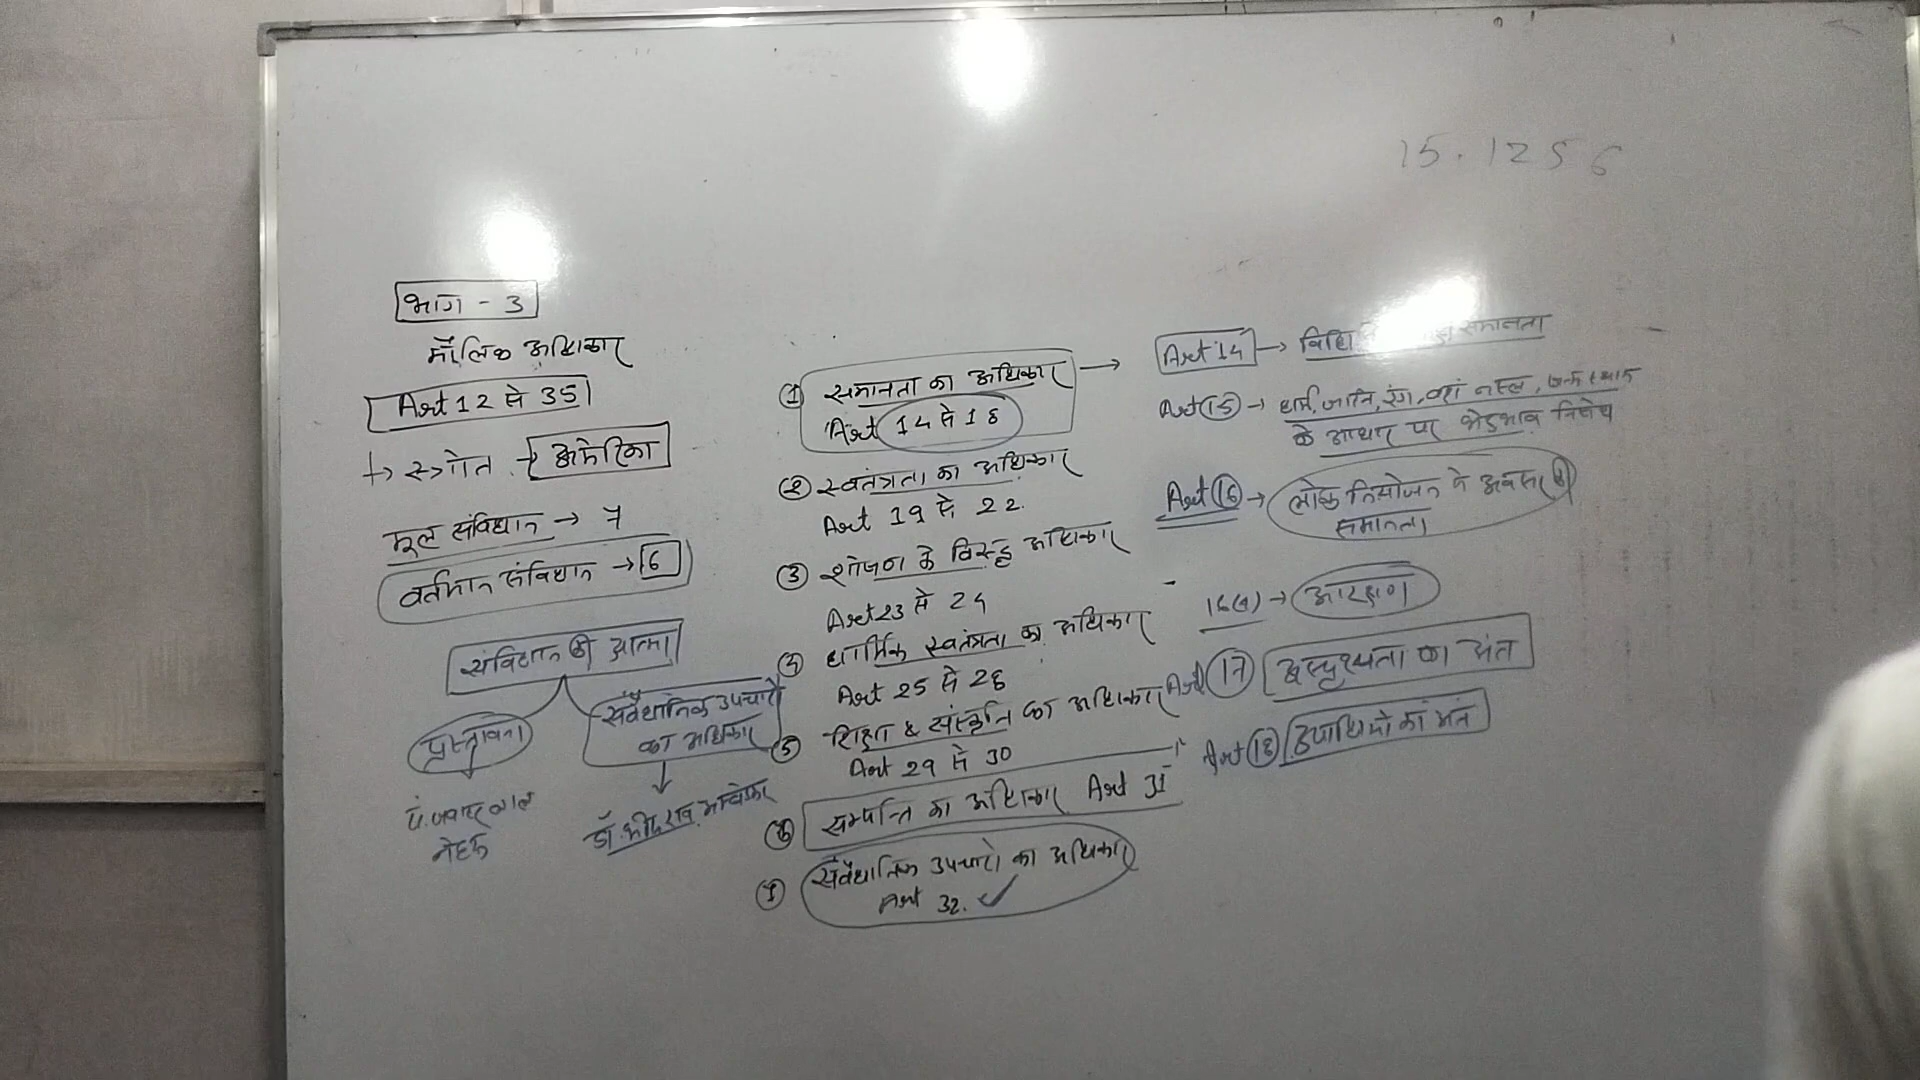 15.1256
भाग - 3
मौलिक अधिकार
Art 12 से 35
↳ स्त्रोत → अमेरिका
मूल संविधान → 7
वर्तमान संविधान → 6
संविधान की आत्मा
प्रस्तावना
संवैधानिक उपचारो
का अधिकार
पं. जवाहर लाल
नेहरू
डॉ. भीमराव अम्बेडकर
① समानता का अधिकार →
Art 14 से 18
② स्वतंत्रता का अधिकार
Art 19 से 22.
③ शोषण के विरूद्ध अधिकार
Art 23 से 24
④ धार्मिक स्वतंत्रता का अधिकार
Art 25 से 28
⑤ शिक्षा & संस्कृति का अधिकार
Art 29 से 30
⑥ सम्पत्ति का अधिकार Art 31
⑦ संवैधानिक उपचारो का अधिकार
Art 32. ✓
Art 14 → विधि समानता
Art 15 → धर्म, जाति, रंग, नस्ल, जन्म स्थान
के आधार पर भेदभाव निषेध
Art 16 → लोक नियोजन मे अवसर की
समानता
16(4) → आरक्षण
Art 17 अस्पृश्यता का अंत
Art 18 उपाधियो का अंत